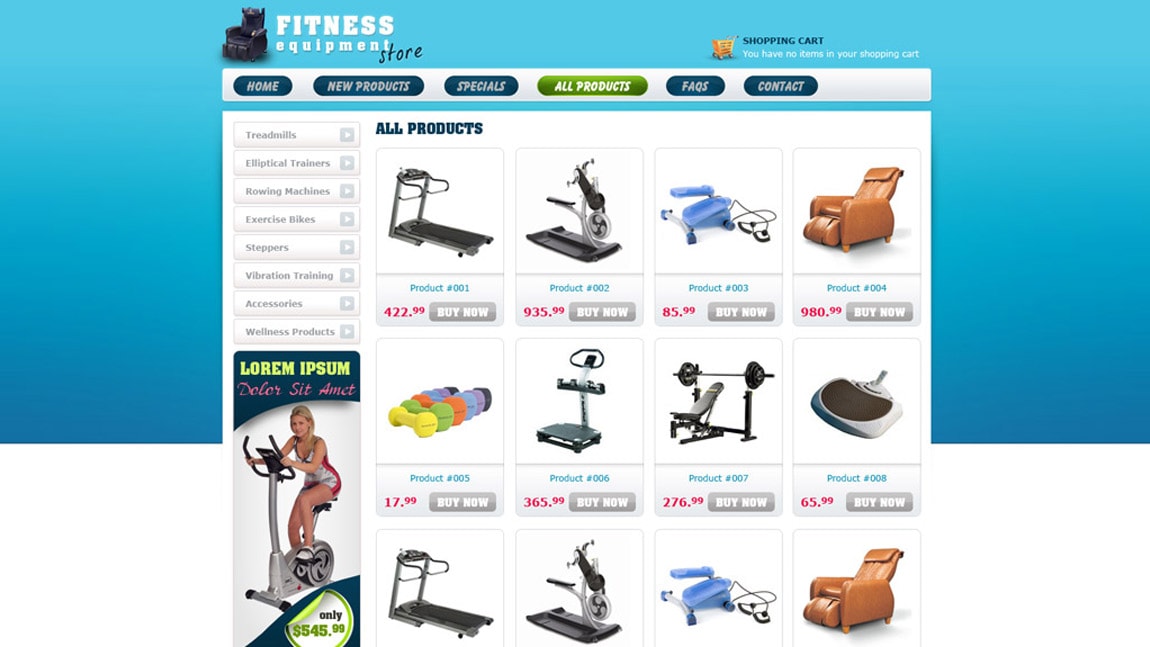 FITNESS
equipment
store
SHOPPING CART
You have no items in your shopping cart
HOME
NEW PRODUCTS
SPECIALS
ALL PRODUCTS
FAQS
CONTACT
Treadmills
Elliptical Trainers
Rowing Machines
Exercise Bikes
Steppers
Vibration Training
Accessories
Wellness Products
LOREM IPSUM
Dolor Sit Amet
only
$545.99
ALL PRODUCTS
Product #001
Product #002
Product #003
Product #004
422.99 BUY NOW
935.99 BUY NOW
85.99 BUY NOW
980.99 BUY NOW
Product #005
Product #006
Product #007
Product #008
17.99 BUY NOW
365.99 BUY NOW
276.99 BUY NOW
65.99 BUY NOW